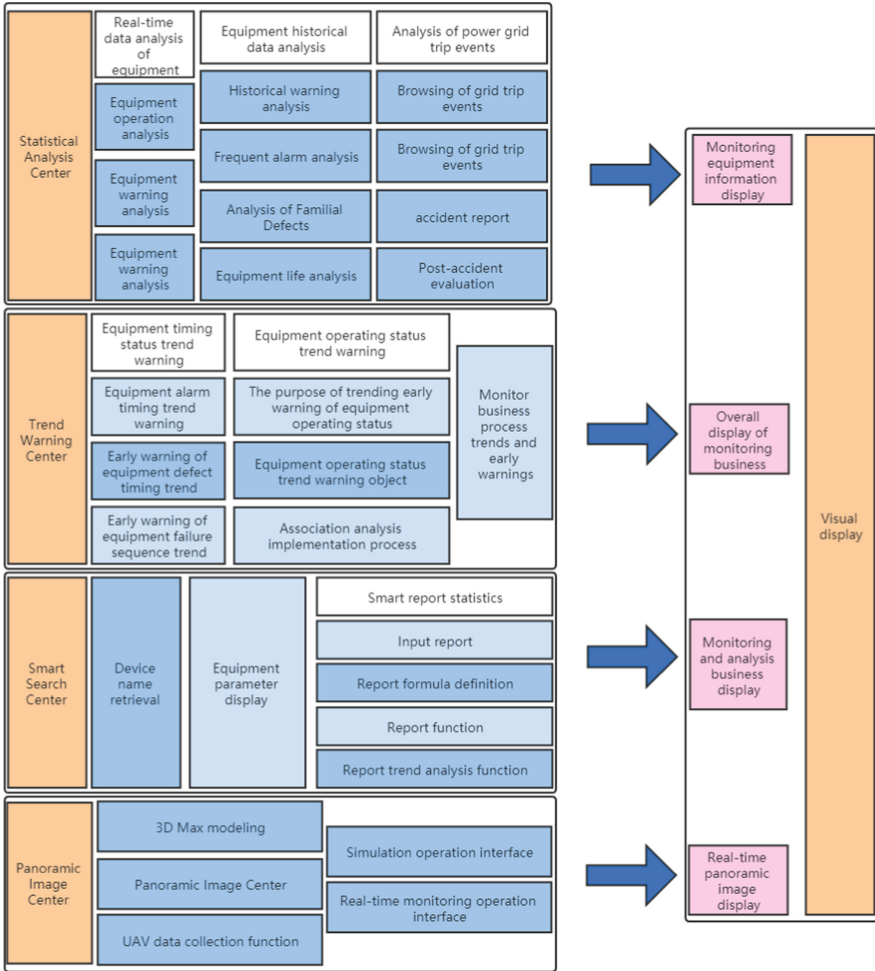 Statistical
Analysis
Center
Real-time
data analysis
of
equipment
Equipment
operation
analysis
Equipment
warning
analysis
Equipment
warning
analysis
Equipment historical
data analysis
Historical warning
analysis
Frequent alarm analysis
Analysis of Familial
Defects
Equipment life analysis
Analysis of power grid
trip events
Browsing of grid trip
events
Browsing of grid trip
events
accident report
Post-accident
evaluation
Trend
Warning
Center
Equipment timing
status trend
warning
Equipment alarm
timing trend
warning
Early warning of
equipment defect
timing trend
Early warning of
equipment failure
sequence trend
Equipment operating status
trend warning
The purpose of trending early
warning of equipment
operating status
Equipment operating status
trend warning object
Association analysis
implementation process
Monitor
business
process
trends and
early
warnings
Smart
Search
Center
Device
name
retrieval
Equipment
parameter
display
Smart report statistics
Input report
Report formula definition
Report function
Report trend analysis function
Panoramic
Image
Center
3D Max modeling
Panoramic Image Center
UAV data collection function
Simulation operation interface
Real-time monitoring operation
interface
Monitoring
equipment
information
display
Overall
display of
monitoring
business
Monitoring
and analysis
business
display
Real-time
panoramic
image
display
Visual
display